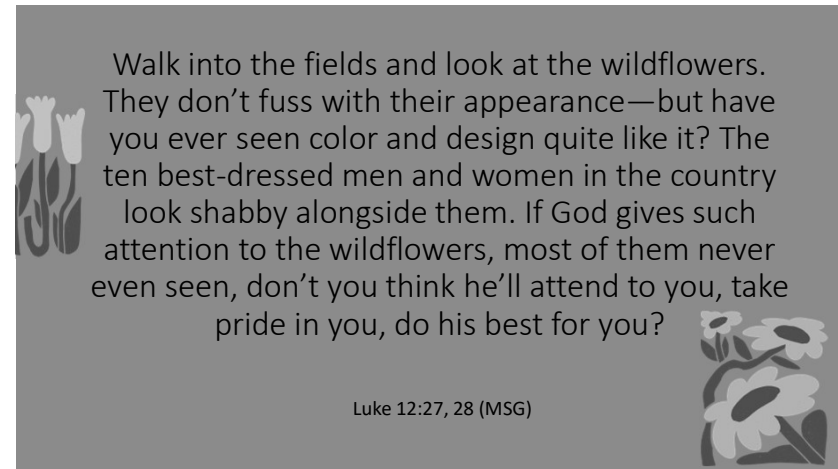 Walk into the fields and look at the wildflowers.
They don’t fuss with their appearance—but have
you ever seen color and design quite like it? The
ten best-dressed men and women in the country
look shabby alongside them. If God gives such
attention to the wildflowers, most of them never
even seen, don’t you think he’ll attend to you, take
pride in you, do his best for you?
Luke 12:27, 28 (MSG)